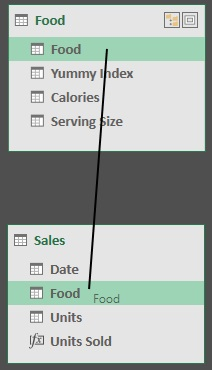 Food
Food
Yummy Index
Calories
Serving Size
Sales
Date
Food
Food
Units
Units Sold